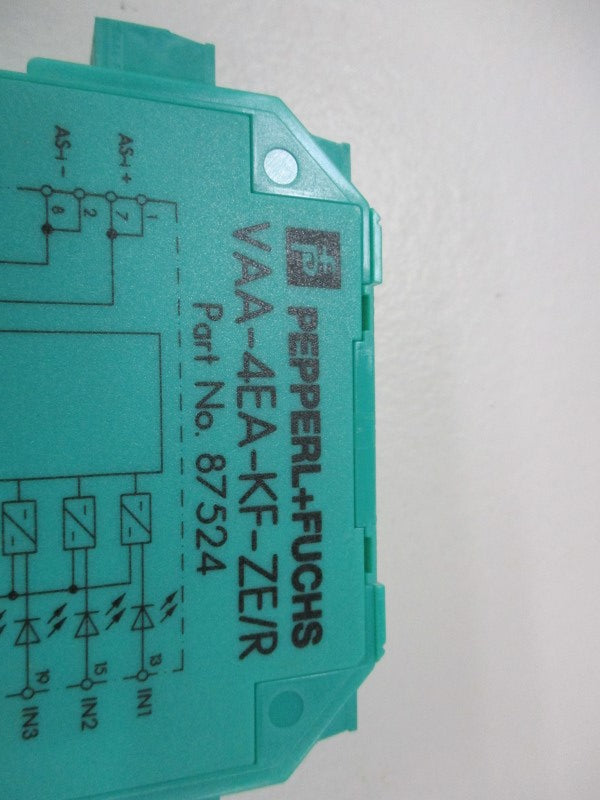 PEPPERL+FUCHS
VAA-4EA-KF-ZE/R
Part No. 87524
AS-i +
AS-i -
1
7
2
8
13
15
IN1
IN2
IN3